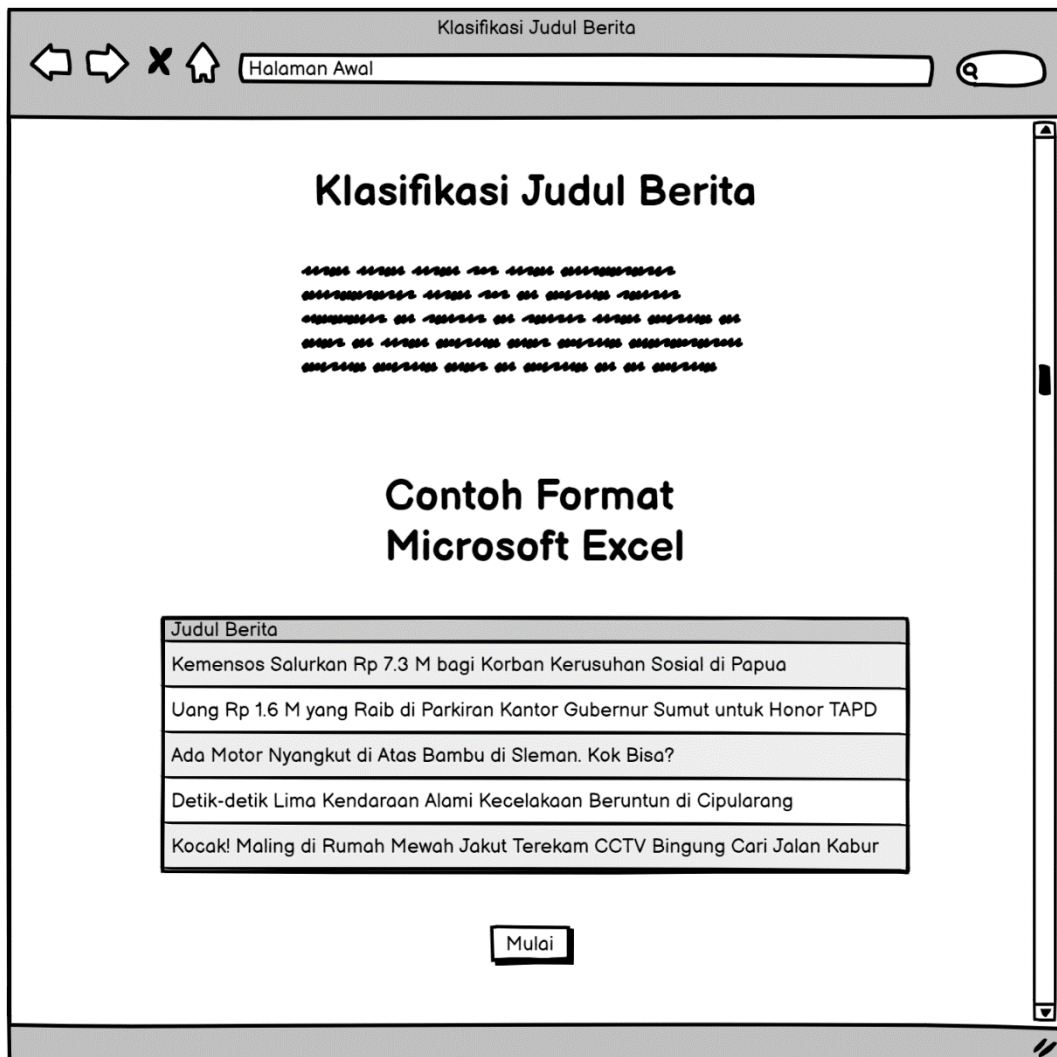 Klasifikasi Judul Berita
Halaman Awal
Klasifikasi Judul Berita
Contoh Format
Microsoft Excel
Judul Berita
Kemensos Salurkan Rp 7.3 M bagi Korban Kerusuhan Sosial di Papua
Uang Rp 1.6 M yang Raib di Parkiran Kantor Gubernur Sumut untuk Honor TAPD
Ada Motor Nyangkut di Atas Bambu di Sleman. Kok Bisa?
Detik-detik Lima Kendaraan Alami Kecelakaan Beruntun di Cipularang
Kocak! Maling di Rumah Mewah Jakut Terekam CCTV Bingung Cari Jalan Kabur
Mulai